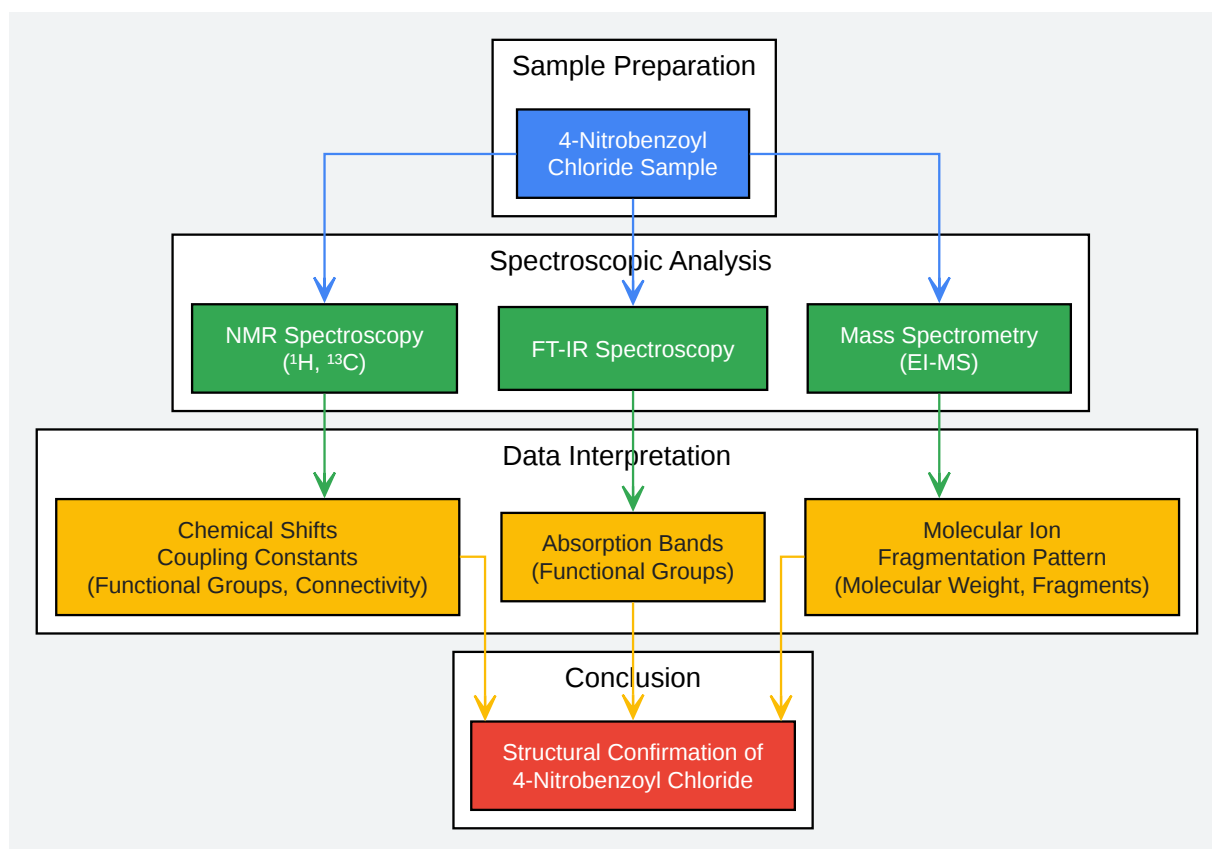 Sample Preparation
4-Nitrobenzoyl
Chloride Sample
Spectroscopic Analysis
NMR Spectroscopy
(¹H, ¹³C)
FT-IR Spectroscopy
Mass Spectrometry
(EI-MS)
Data Interpretation
Chemical Shifts
Coupling Constants
(Functional Groups, Connectivity)
Absorption Bands
(Functional Groups)
Molecular Ion
Fragmentation Pattern
(Molecular Weight, Fragments)
Conclusion
Structural Confirmation of
4-Nitrobenzoyl Chloride